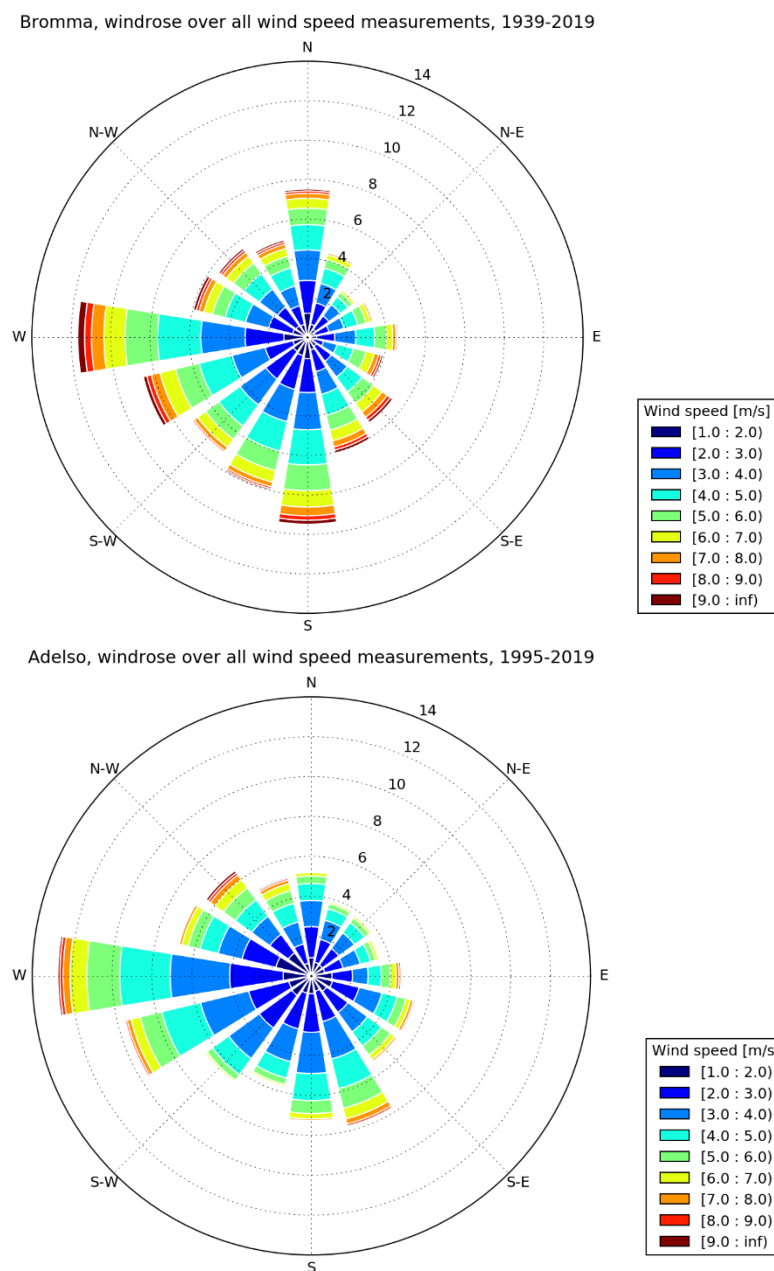 Bromma, windrose over all wind speed measurements, 1939-2019
N
14
12
N-W
N-E
10
8
6
4
2
W
E
Wind speed [m/s]
[1.0 : 2.0)
[2.0 : 3.0)
[3.0 : 4.0)
[4.0 : 5.0)
[5.0 : 6.0)
[6.0 : 7.0)
[7.0 : 8.0)
[8.0 : 9.0)
[9.0 : inf)
S-W
S-E
S
Adelso, windrose over all wind speed measurements, 1995-2019
N
14
12
N-W
N-E
10
8
6
4
2
W
E
Wind speed [m/s
[1.0 : 2.0)
[2.0 : 3.0)
[3.0 : 4.0)
[4.0 : 5.0)
[5.0 : 6.0)
[6.0 : 7.0)
[7.0 : 8.0)
[8.0 : 9.0)
[9.0 : inf)
S-W
S-E
S